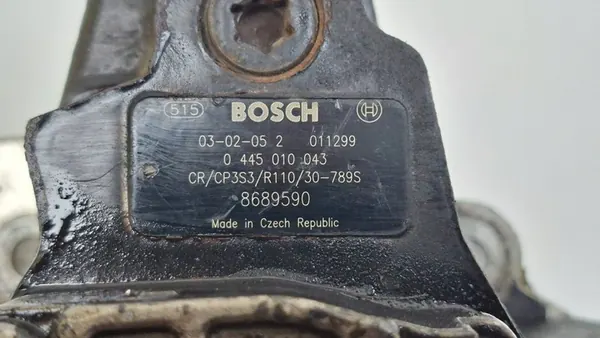 515 BOSCH
03-02-05 2 011299
0 445 010 043
CR/CP3S3/R110/30-789S
8689590
Made in Czech Republic